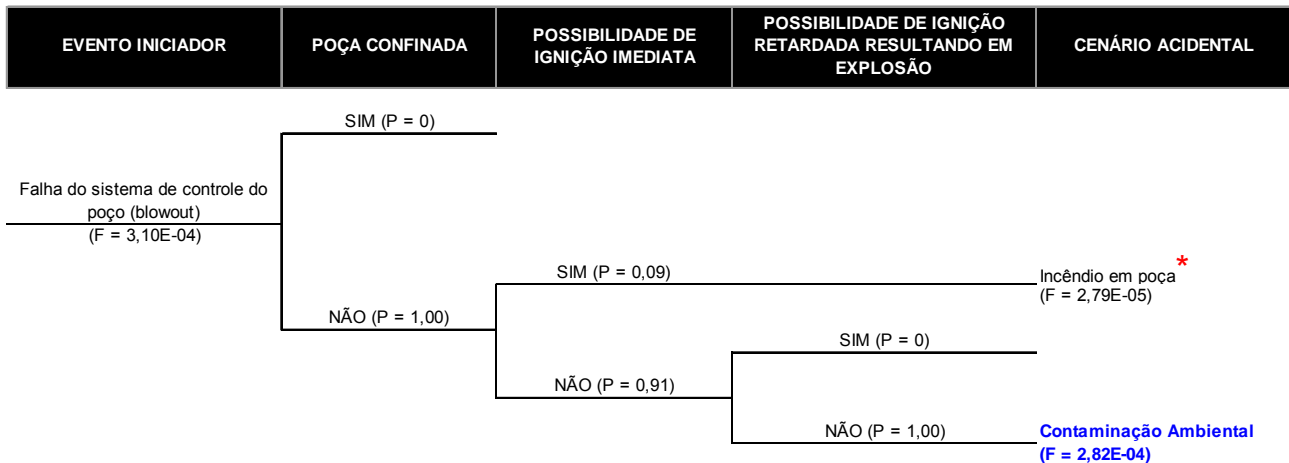 EVENTO INICIADOR
POÇA CONFINADA
POSSIBILIDADE DE
IGNIÇÃO IMEDIATA
POSSIBILIDADE DE IGNIÇÃO
RETARDADA RESULTANDO EM
EXPLOSÃO
CENÁRIO ACIDENTAL
SIM (P = 0)
Falha do sistema de controle do
poço (blowout)
(F = 3,10E-04)
SIM (P = 0,09)
Incêndio em poça*
(F = 2,79E-05)
NÃO (P = 1,00)
SIM (P = 0)
NÃO (P = 0,91)
NÃO (P = 1,00)
Contaminação Ambiental
(F = 2,82E-04)